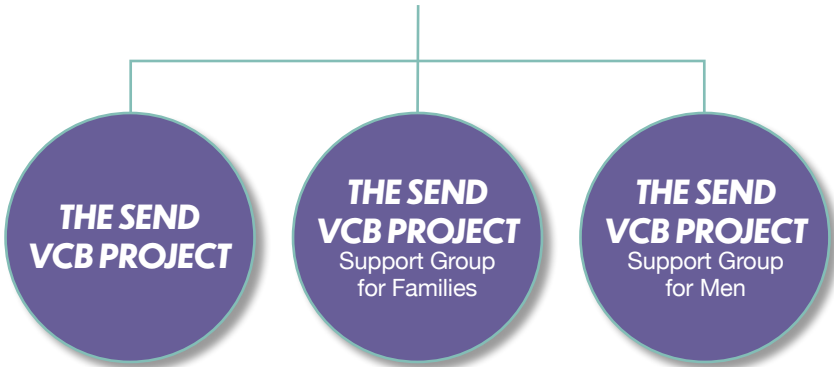 THE SEND
VCB PROJECT
THE SEND
VCB PROJECT
Support Group
for Families
THE SEND
VCB PROJECT
Support Group
for Men